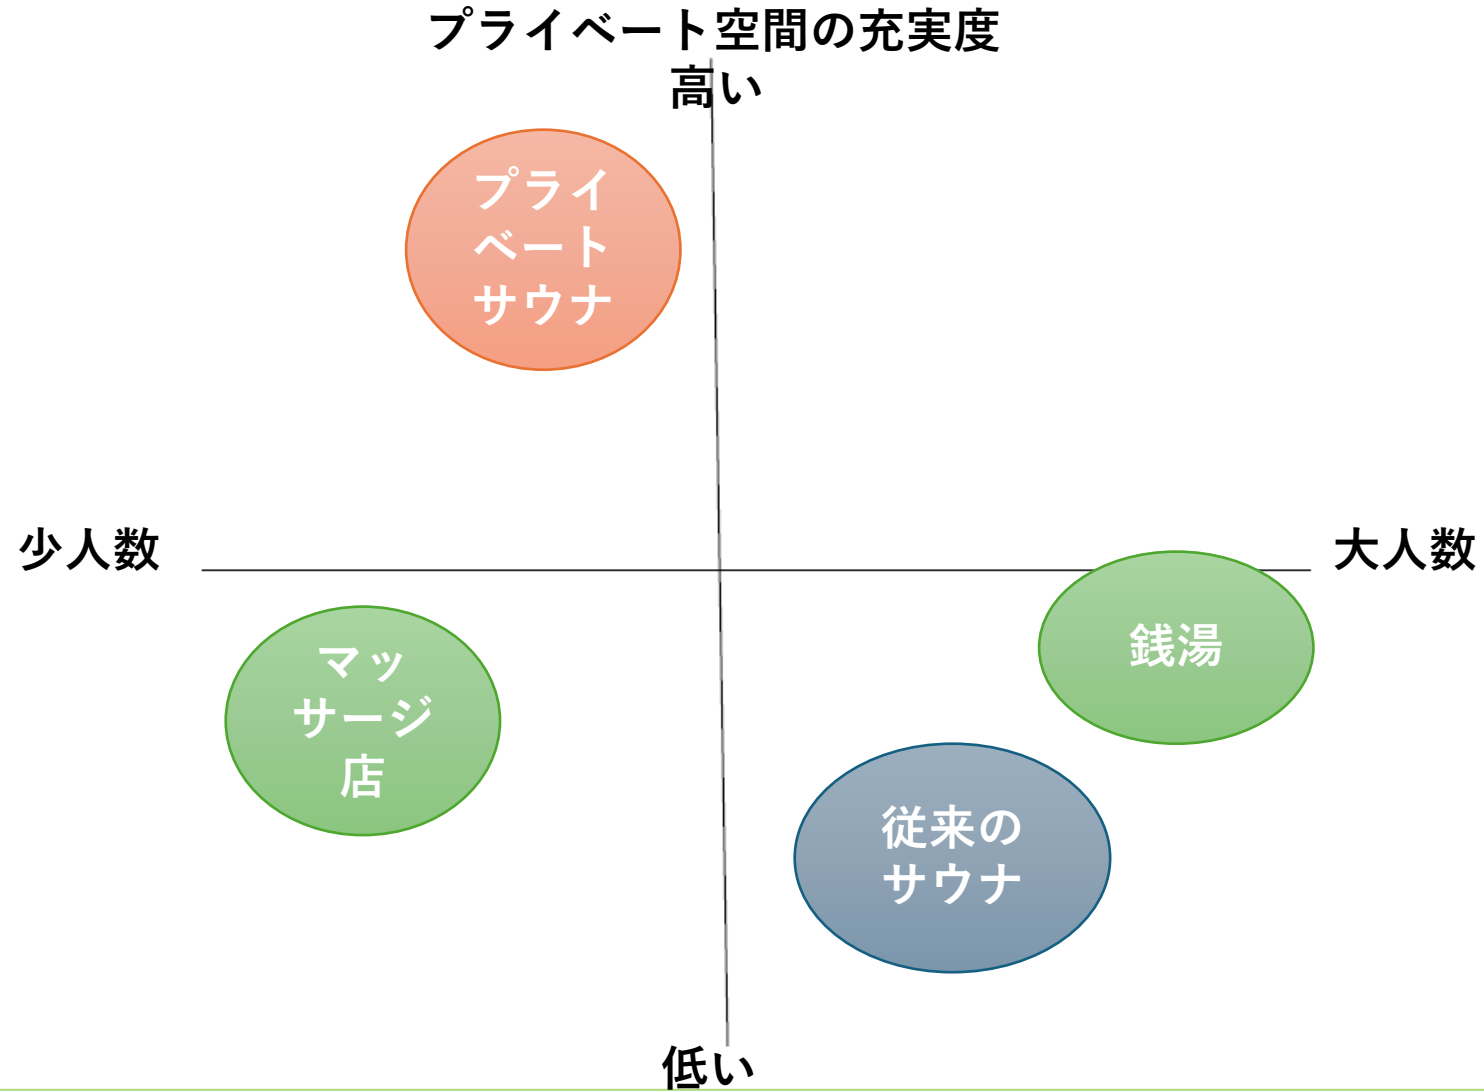 プライベート空間の充実度
高い
プライ
ベート
サウナ
少人数
大人数
マッ
サージ
店
銭湯
従来の
サウナ
低い